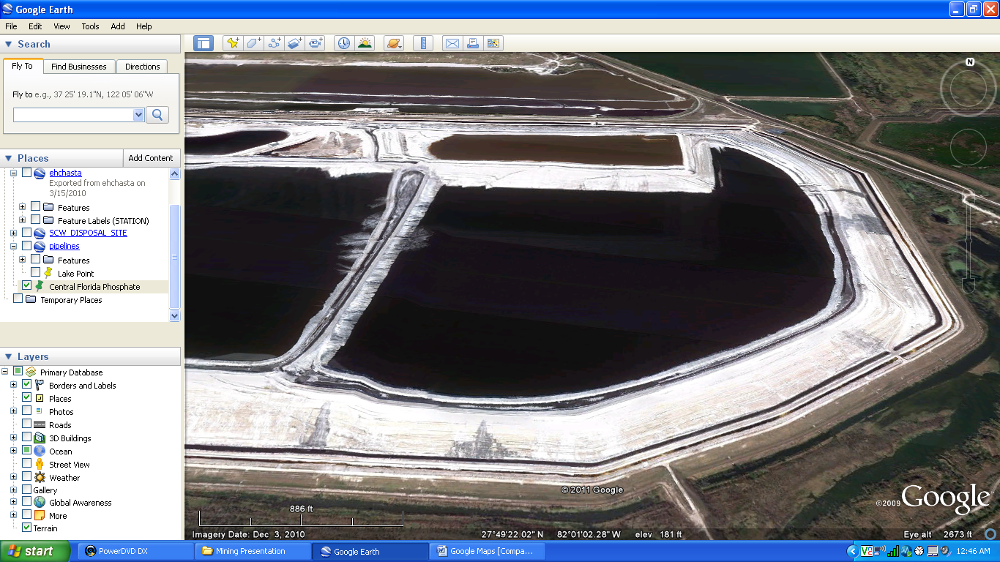 Google Earth
File Edit View Tools Add Help
Search
Fly To Find Businesses Directions
Fly to e.g., 37 25' 19.1"N, 122 05' 06"W
Places Add Content
ehchasta
Exported from ehchasta on
3/15/2010
Features
Feature Labels (STATION)
SCW_DISPOSAL_SITE
pipelines
Features
Lake Point
Central Florida Phosphate
Temporary Places
Layers
Primary Database
Borders and Labels
Places
Photos
Roads
3D Buildings
Ocean
Street View
Weather
Gallery
Global Awareness
More
Terrain
N
© 2011 Google
©2009 Google
886 ft
Imagery Date: Dec 3, 2010 27°49'22.02" N 82°01'02.28" W elev 181 ft Eye alt 2673 ft
start PowerDVD DX Mining Presentation Google Earth Google Maps [Compa... 12:46 AM